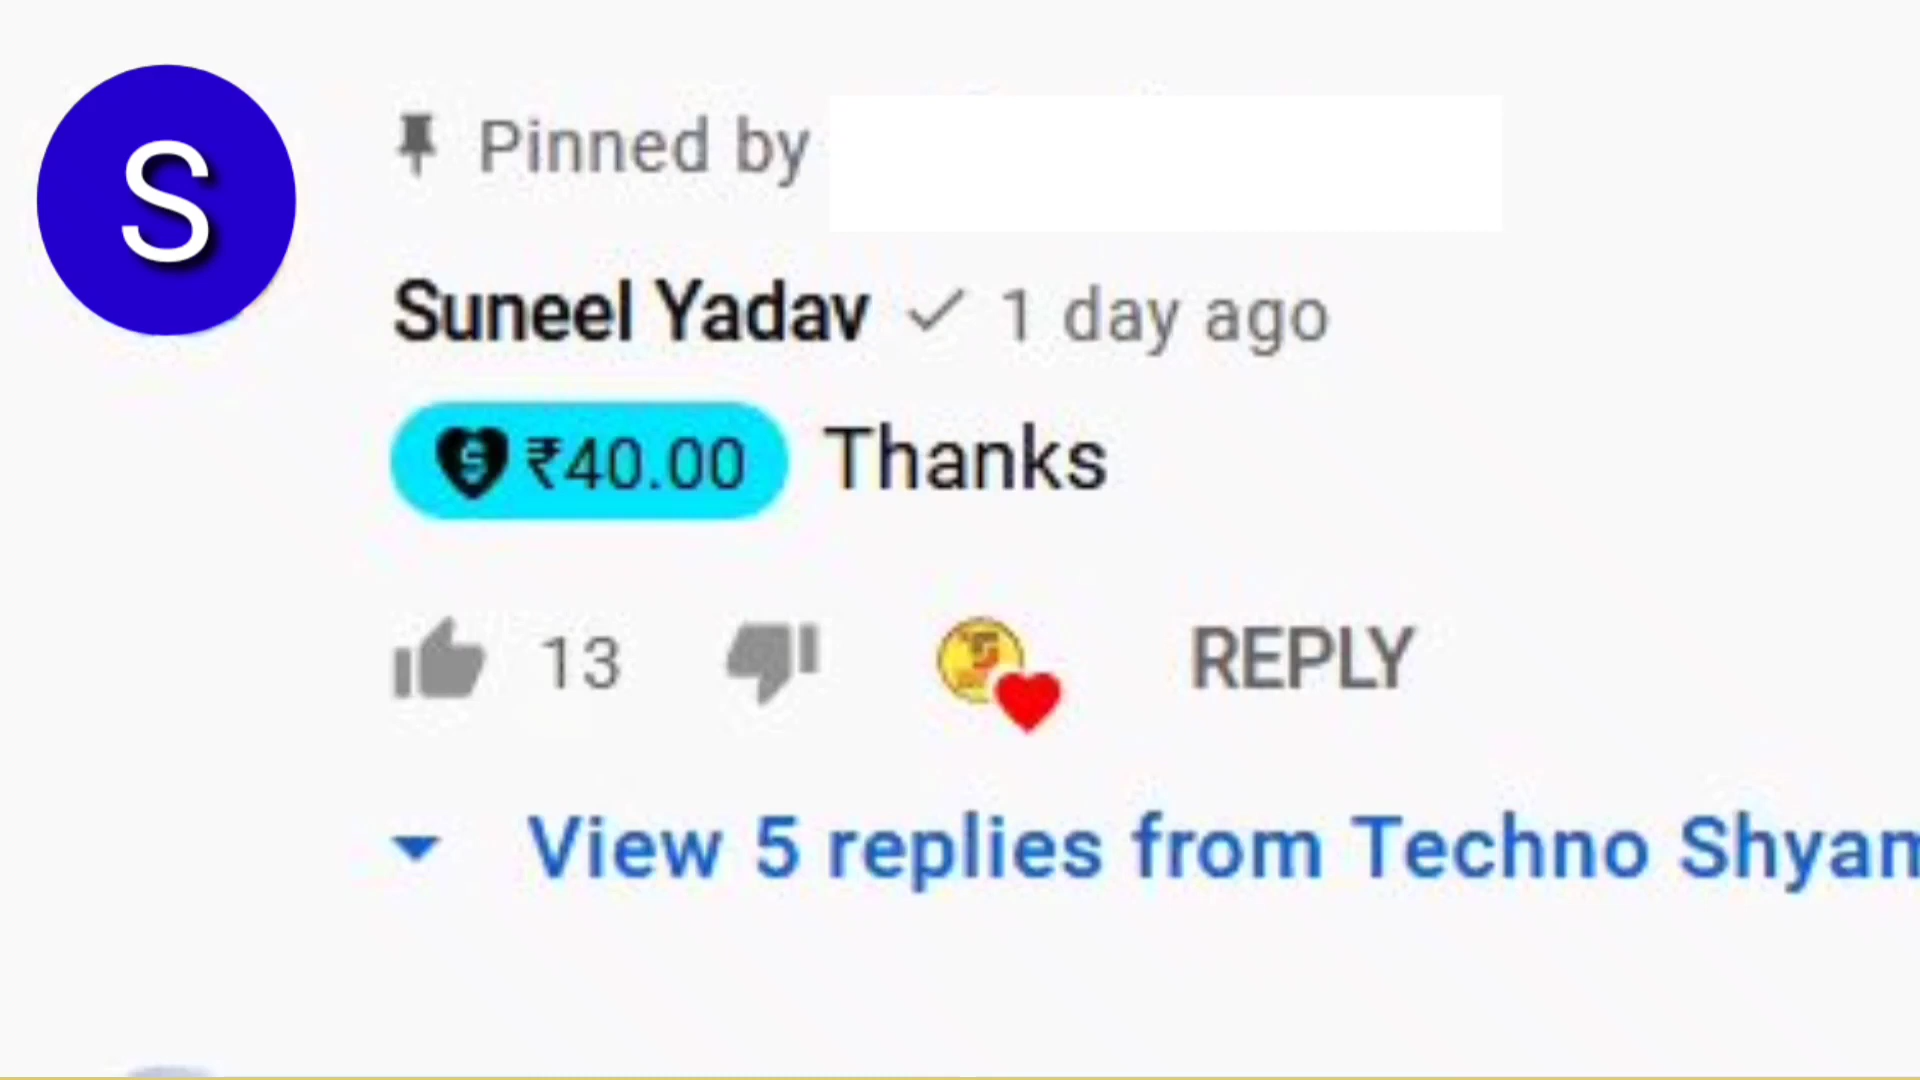 S
Pinned by
Suneel Yadav ✓ 1 day ago
₹40.00 Thanks
13 REPLY
View 5 replies from Techno Shyam